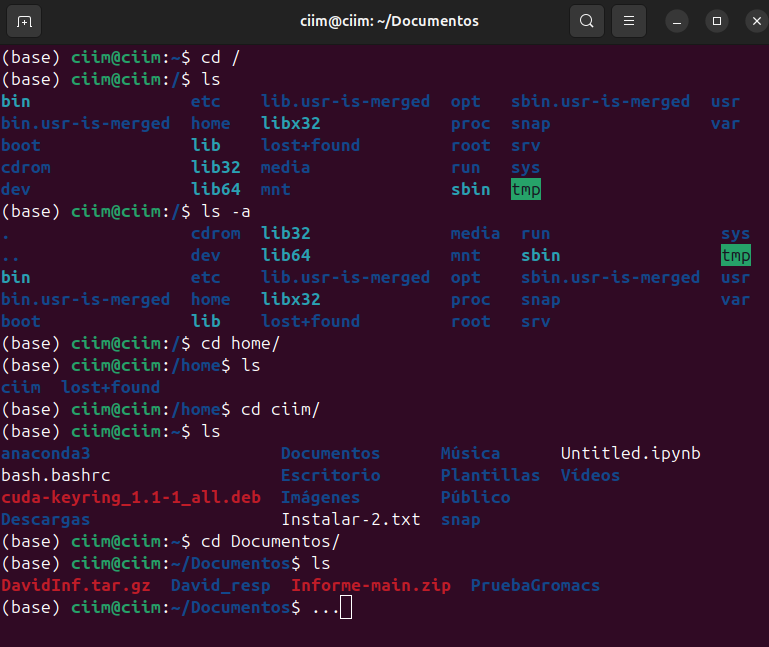 ciim@ciim: ~/Documentos
(base) ciim@ciim:~$ cd /
(base) ciim@ciim:/$ ls
bin etc lib.usr-is-merged opt sbin.usr-is-merged usr
bin.usr-is-merged home libx32 proc snap var
boot lib lost+found root srv
cdrom lib32 media run sys
dev lib64 mnt sbin tmp
(base) ciim@ciim:/$ ls -a
. cdrom lib32 media run sys
.. dev lib64 mnt sbin tmp
bin etc lib.usr-is-merged opt sbin.usr-is-merged usr
bin.usr-is-merged home libx32 proc snap var
boot lib lost+found root srv
(base) ciim@ciim:/$ cd home/
(base) ciim@ciim:/home$ ls
ciim lost+found
(base) ciim@ciim:/home$ cd ciim/
(base) ciim@ciim:~$ ls
anaconda3 Documentos Música Untitled.ipynb
bash.bashrc Escritorio Plantillas Vídeos
cuda-keyring_1.1-1_all.deb Imágenes Público
Descargas Instalar-2.txt snap
(base) ciim@ciim:~$ cd Documentos/
(base) ciim@ciim:~/Documentos$ ls
DavidInf.tar.gz David_resp Informe-main.zip PruebaGromacs
(base) ciim@ciim:~/Documentos$ ...